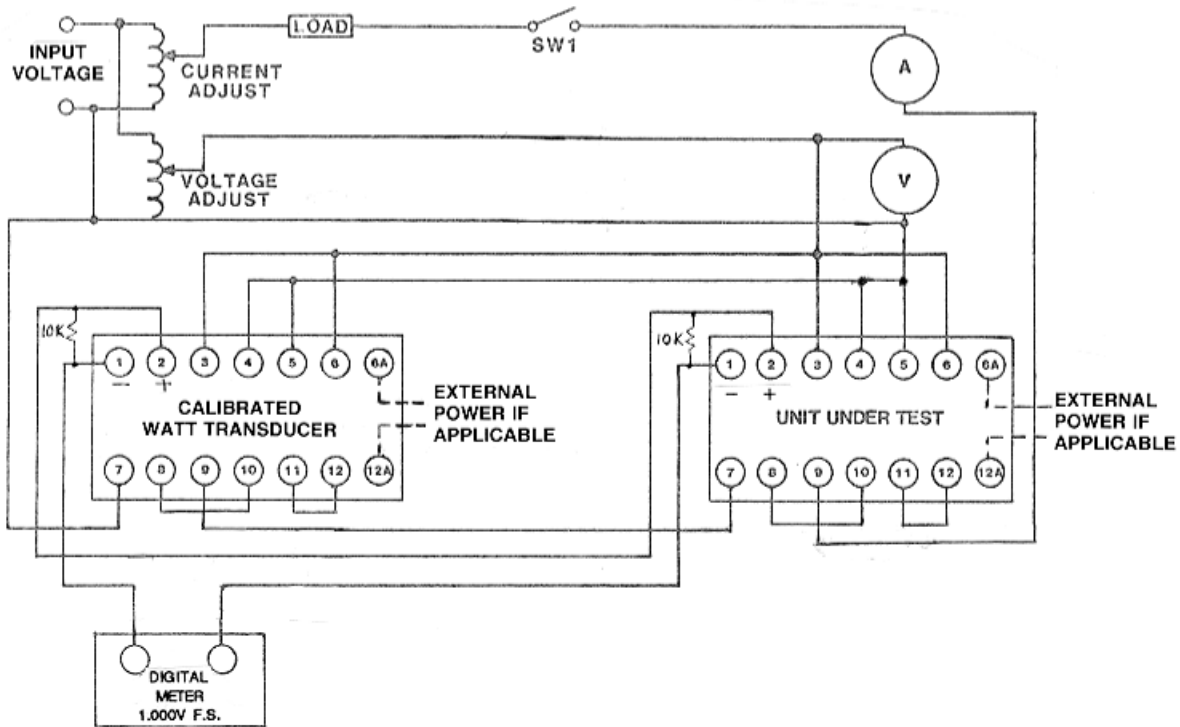 INPUT
VOLTAGE
LOAD
SW1
A
CURRENT
ADJUST
V
VOLTAGE
ADJUST
10K
1 2 3 4 5 6 6A
− +
CALIBRATED
WATT TRANSDUCER
EXTERNAL
POWER IF
APPLICABLE
7 8 9 10 11 12 12A
10K
1 2 3 4 5 6 6A
− +
UNIT UNDER TEST
EXTERNAL
POWER IF
APPLICABLE
7 8 9 10 11 12 12A
DIGITAL
METER
1.000V F.S.